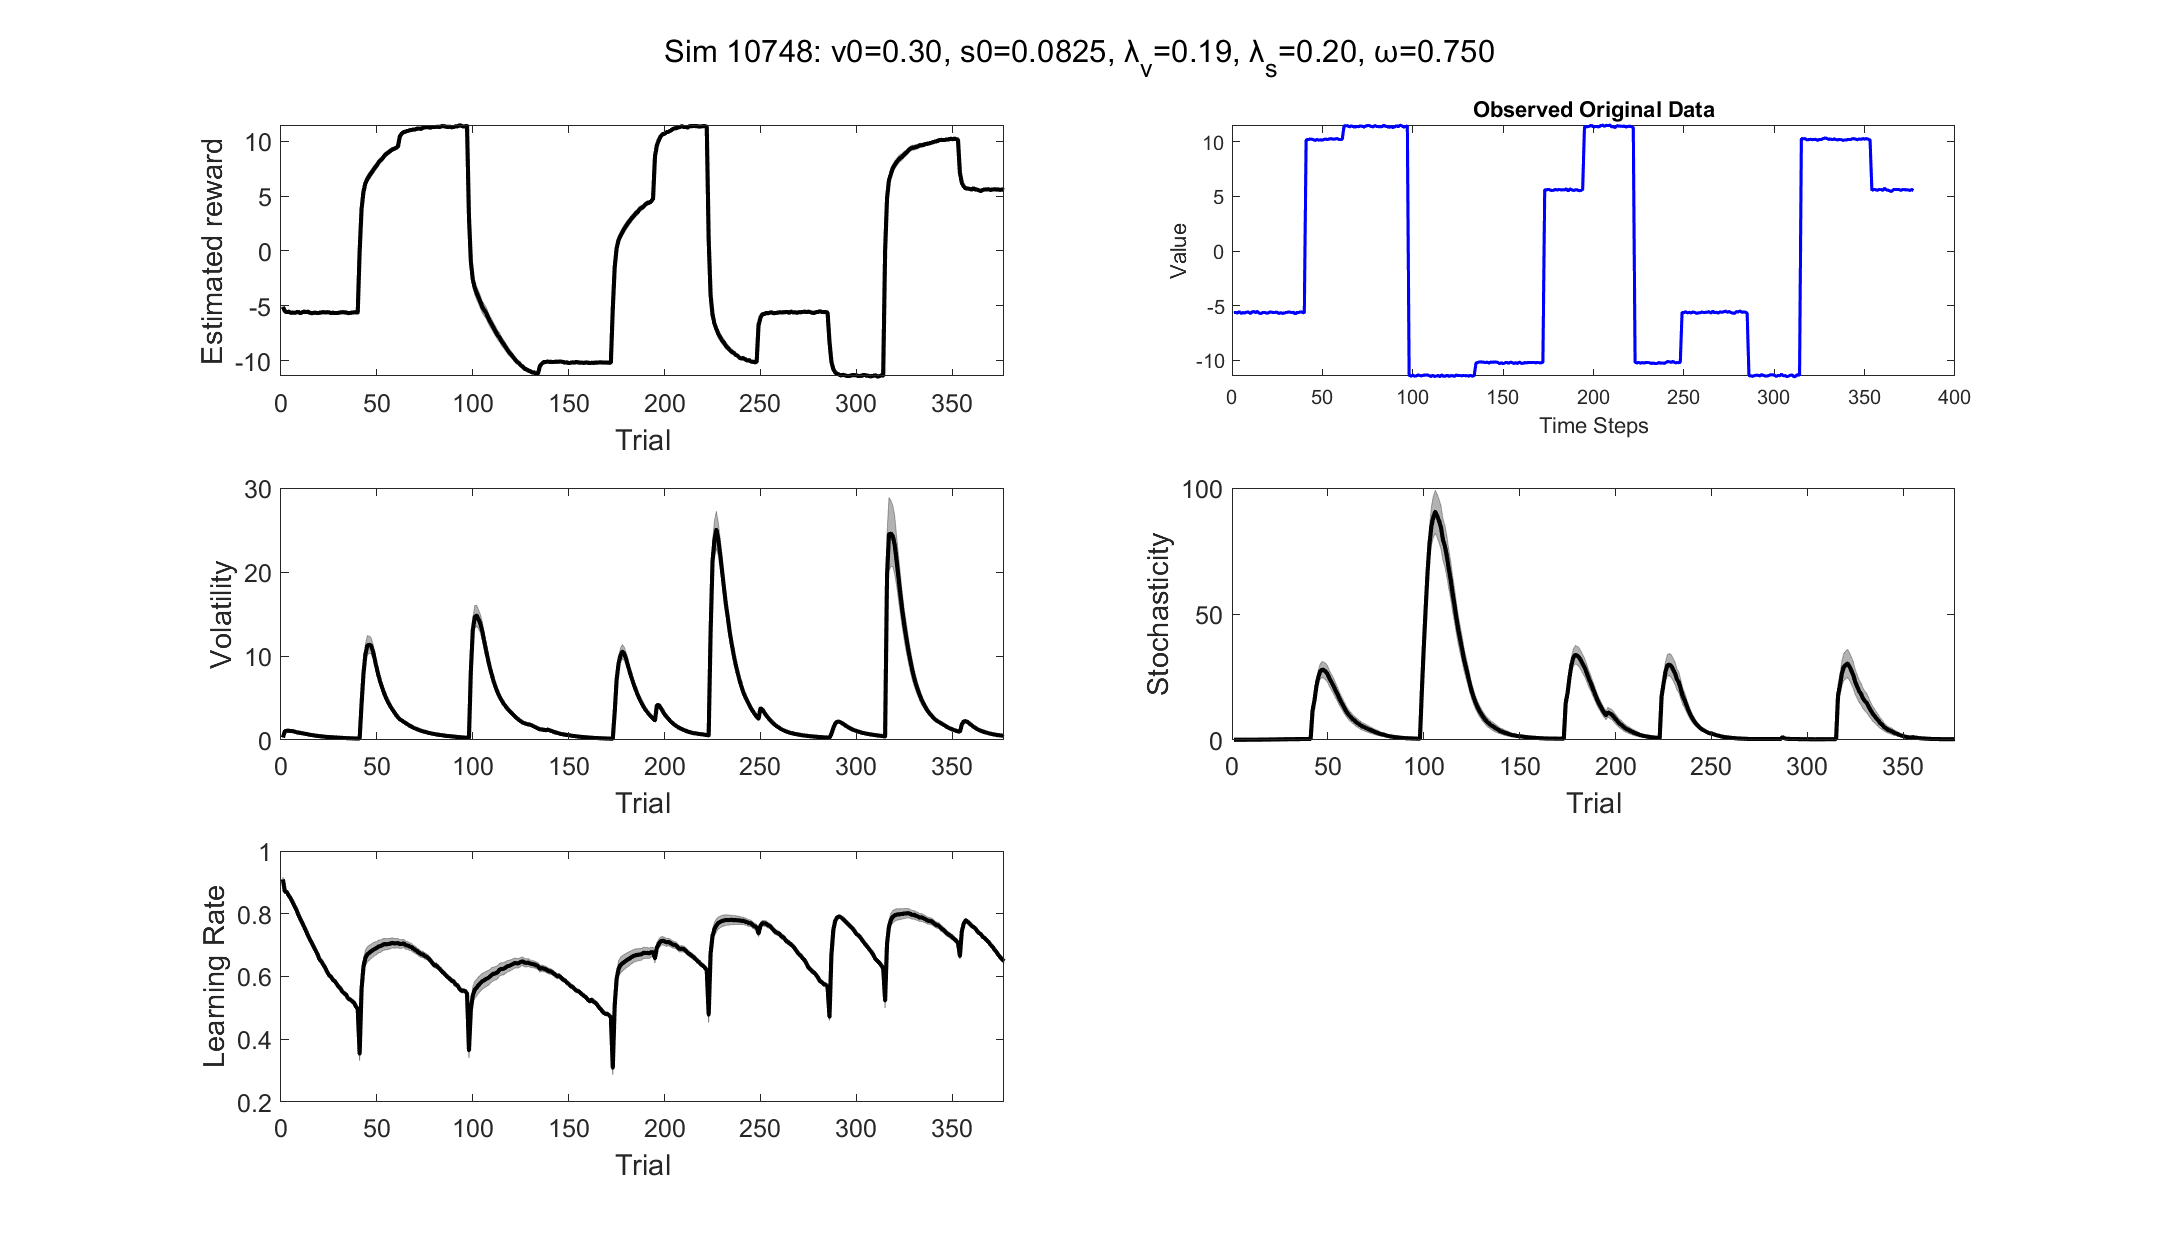 Sim 10748: v0=0.30, s0=0.0825, λ_v=0.19, λ_s=0.20, ω=0.750
Estimated reward
10
5
0
-5
-10
0 50 100 150 200 250 300 350
Trial
Observed Original Data
Value
10
5
0
-5
-10
0 50 100 150 200 250 300 350 400
Time Steps
Volatility
30
20
10
0
0 50 100 150 200 250 300 350
Trial
Stochasticity
100
50
0
0 50 100 150 200 250 300 350
Trial
Learning Rate
1
0.8
0.6
0.4
0.2
0 50 100 150 200 250 300 350
Trial